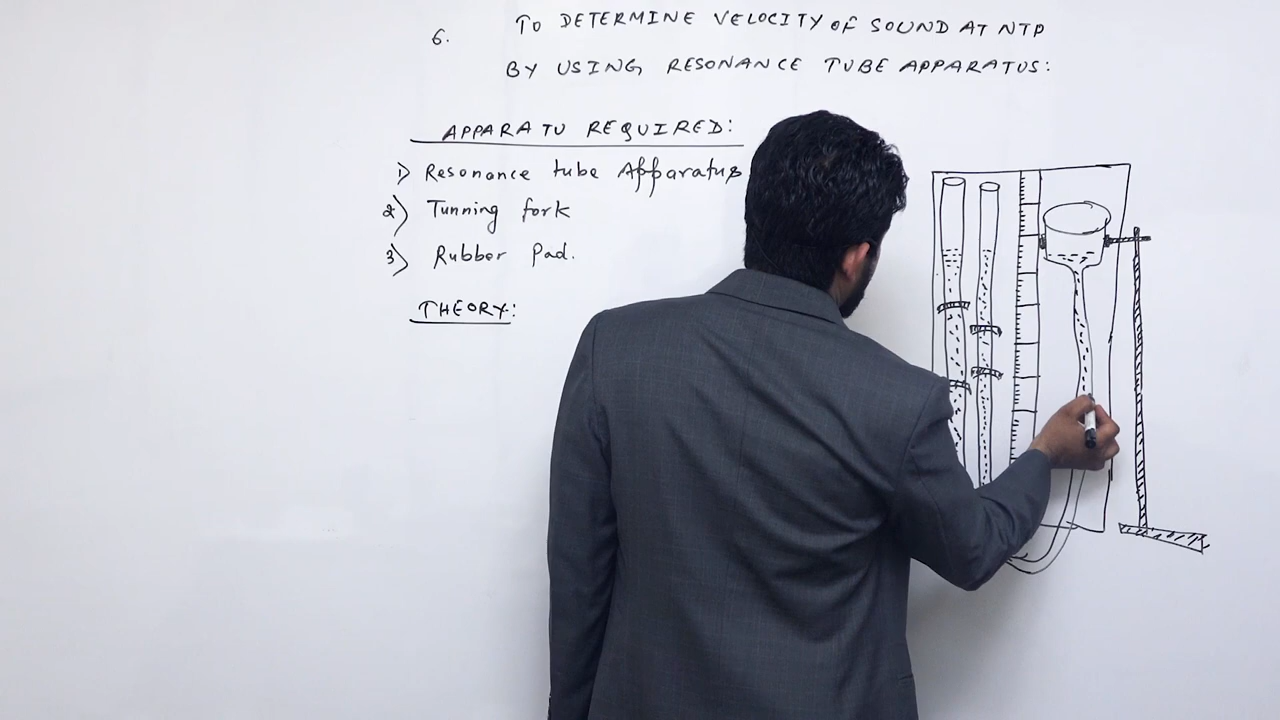 6. TO DETERMINE VELOCITY OF SOUND AT NTP
BY USING RESONANCE TUBE APPARATUS:
APPARATU REQUIRED:
1) Resonance tube Apparatus
2) Tunning fork
3) Rubber Pad.
THEORY: